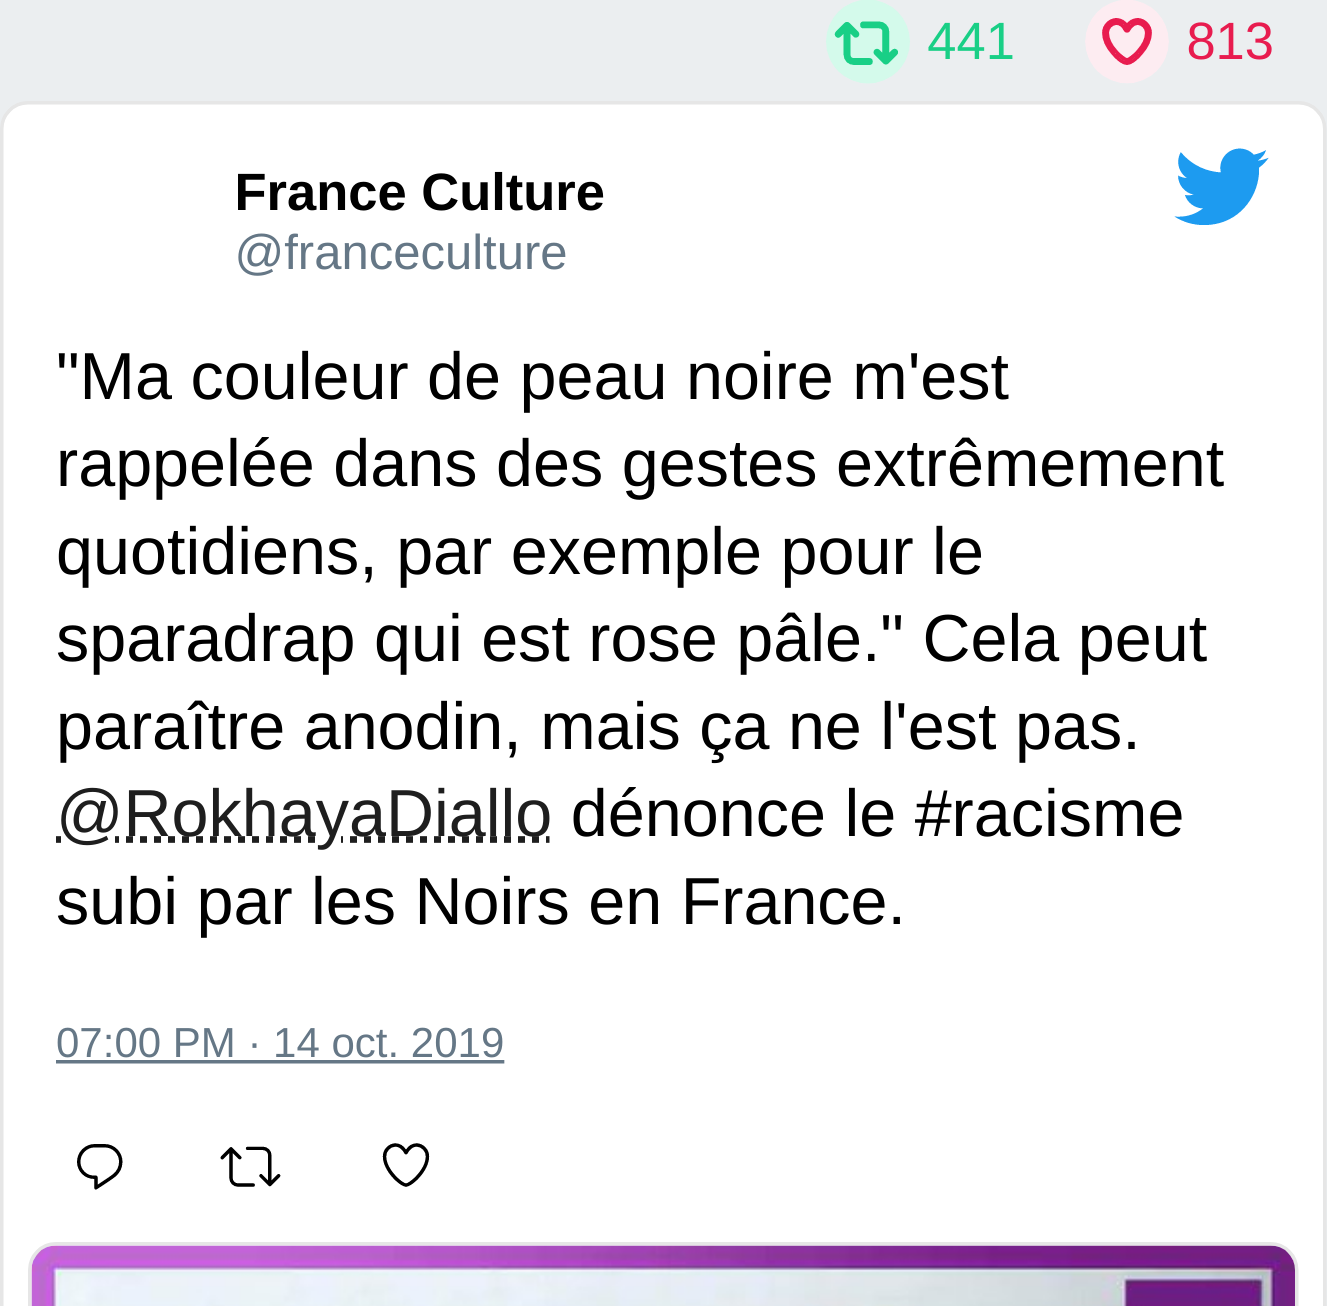 441 813
France Culture
@franceculture
"Ma couleur de peau noire m'est
rappelée dans des gestes extrêmement
quotidiens, par exemple pour le
sparadrap qui est rose pâle." Cela peut
paraître anodin, mais ça ne l'est pas.
@RokhayaDiallo dénonce le #racisme
subi par les Noirs en France.
07:00 PM · 14 oct. 2019